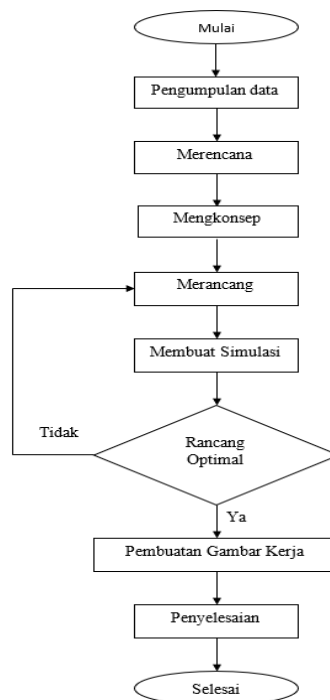 Mulai
Pengumpulan data
Merencana
Mengkonsep
Merancang
Membuat Simulasi
Tidak
Rancang
Optimal
Ya
Pembuatan Gambar Kerja
Penyelesaian
Selesai